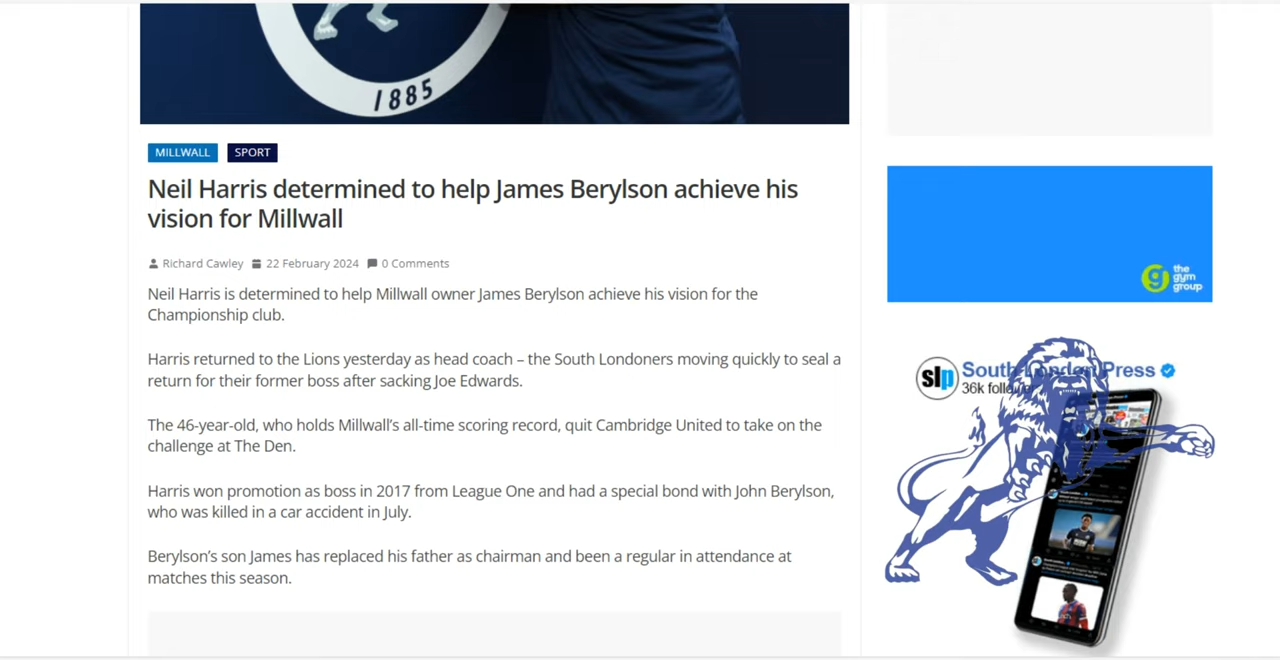 1885
MILLWALL SPORT
Neil Harris determined to help James Berylson achieve his
vision for Millwall
Richard Cawley 22 February 2024 0 Comments
Neil Harris is determined to help Millwall owner James Berylson achieve his vision for the
Championship club.
Harris returned to the Lions yesterday as head coach – the South Londoners moving quickly to seal a
return for their former boss after sacking Joe Edwards.
The 46-year-old, who holds Millwall’s all-time scoring record, quit Cambridge United to take on the
challenge at The Den.
Harris won promotion as boss in 2017 from League One and had a special bond with John Berylson,
who was killed in a car accident in July.
Berylson’s son James has replaced his father as chairman and been a regular in attendance at
matches this season.
the
gym
group
slp South London Press
36k